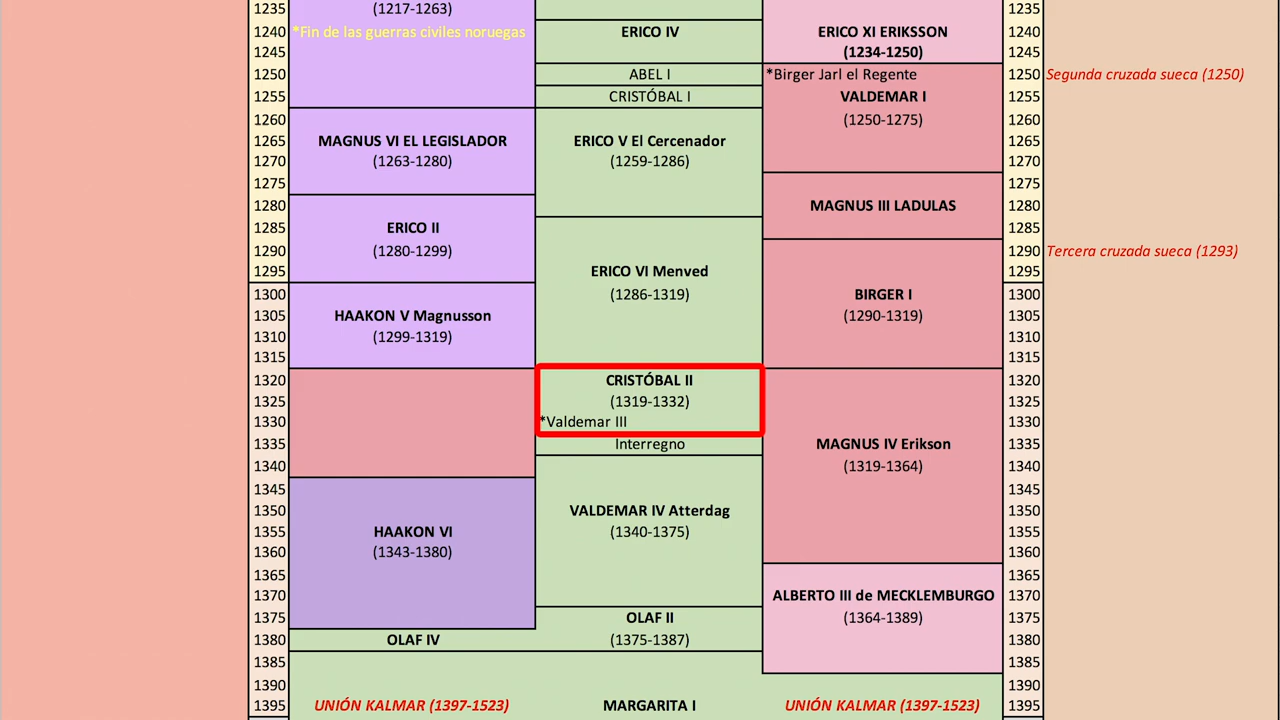 1235
(1217-1263)
1235
1240
*Fin de las guerras civiles noruegas
ERICO IV
ERICO XI ERIKSSON
1240
1245
(1234-1250)
1245
1250
ABEL I
*Birger Jarl el Regente
1250
Segunda cruzada sueca (1250)
1255
CRISTÓBAL I
VALDEMAR I
1255
1260
(1250-1275)
1260
1265
MAGNUS VI EL LEGISLADOR
ERICO V El Cercenador
1265
1270
(1263-1280)
(1259-1286)
1270
1275
1275
1280
MAGNUS III LADULAS
1280
1285
ERICO II
1285
1290
(1280-1299)
1290
Tercera cruzada sueca (1293)
1295
ERICO VI Menved
1295
1300
(1286-1319)
BIRGER I
1300
1305
HAAKON V Magnusson
(1290-1319)
1305
1310
(1299-1319)
1310
1315
1315
1320
CRISTÓBAL II
1320
1325
(1319-1332)
1325
1330
*Valdemar III
1330
1335
Interregno
MAGNUS IV Erikson
1335
1340
(1319-1364)
1340
1345
1345
1350
VALDEMAR IV Atterdag
1350
1355
HAAKON VI
(1340-1375)
1355
1360
(1343-1380)
1360
1365
1365
1370
ALBERTO III de MECKLEMBURGO
1370
1375
OLAF II
(1364-1389)
1375
1380
OLAF IV
(1375-1387)
1380
1385
1385
1390
1390
1395
UNIÓN KALMAR (1397-1523)
MARGARITA I
UNIÓN KALMAR (1397-1523)
1395